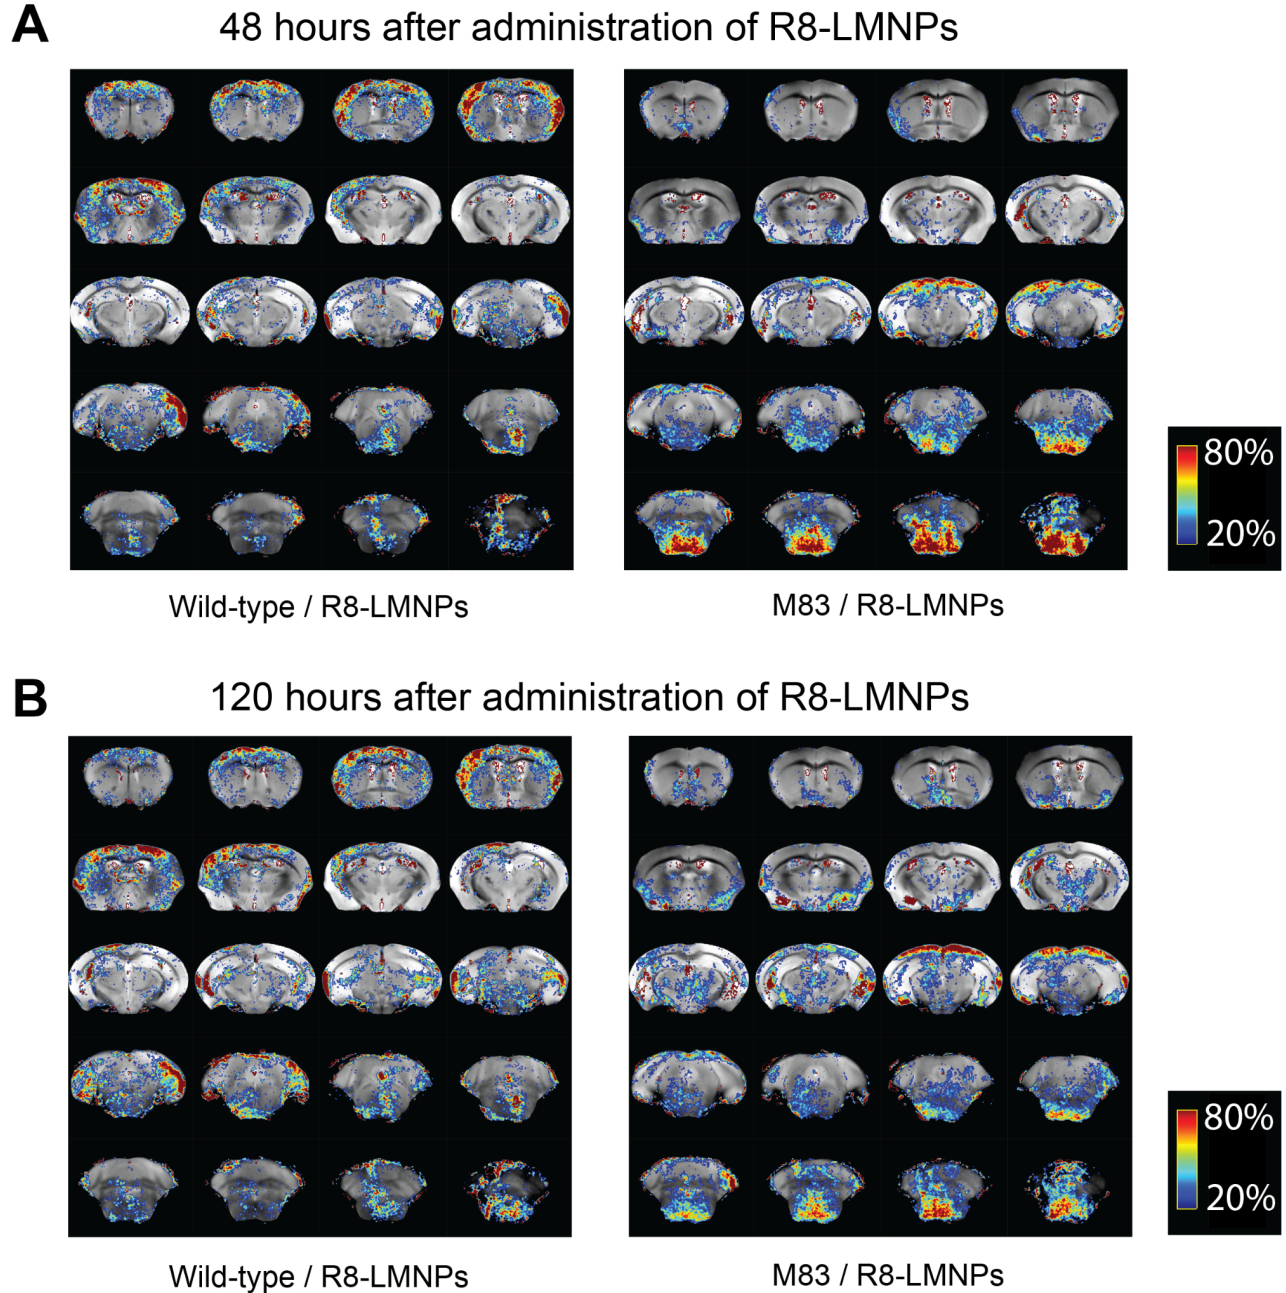 A
48 hours after administration of R8-LMNPs
80%
20%
Wild-type / R8-LMNPs
M83 / R8-LMNPs
B
120 hours after administration of R8-LMNPs
80%
20%
Wild-type / R8-LMNPs
M83 / R8-LMNPs